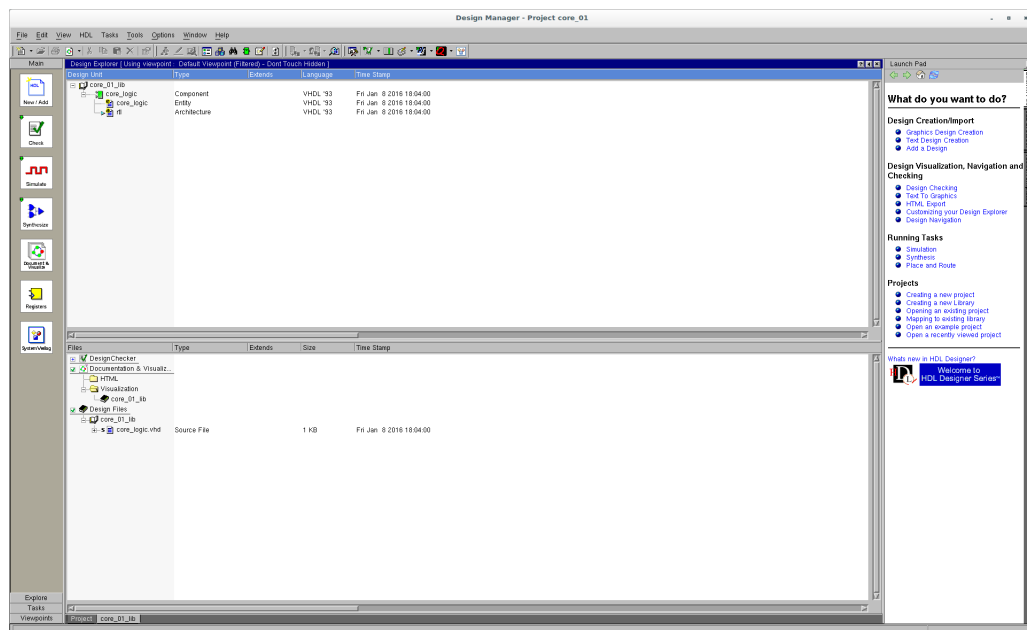 Design Manager - Project core_01
File Edit View HDL Tasks Tools Options Window Help
Main
New / Add
Check
Simulate
Synthesize
Document & Visualize
Registers
SystemVerilog
Explore
Tasks
Viewpoints
Design Explorer [ Using viewpoint : Default Viewpoint (Filtered) - Dont Touch Hidden ]
Design Unit Type Extends Language Time Stamp
core_01_lib
core_logic Component VHDL '93 Fri Jan 8 2016 18:04:00
core_logic Entity VHDL '93 Fri Jan 8 2016 18:04:00
rtl Architecture VHDL '93 Fri Jan 8 2016 18:04:00
Files Type Extends Size Time Stamp
DesignChecker
Documentation & Visualiz...
HTML
Visualization
core_01_lib
Design Files
core_01_lib
S core_logic.vhd Source File 1 KB Fri Jan 8 2016 18:04:00
Project core_01_lib
Launch Pad
What do you want to do?
Design Creation/Import
Graphics Design Creation
Text Design Creation
Add a Design
Design Visualization, Navigation and
Checking
Design Checking
Text To Graphics
HTML Export
Customizing your Design Explorer
Design Navigation
Running Tasks
Simulation
Synthesis
Place and Route
Projects
Creating a new project
Creating a new Library
Opening an existing project
Mapping to existing library
Open an example project
Open a recently viewed project
Whats new in HDL Designer?
HDL
Welcome to
HDL Designer Series™